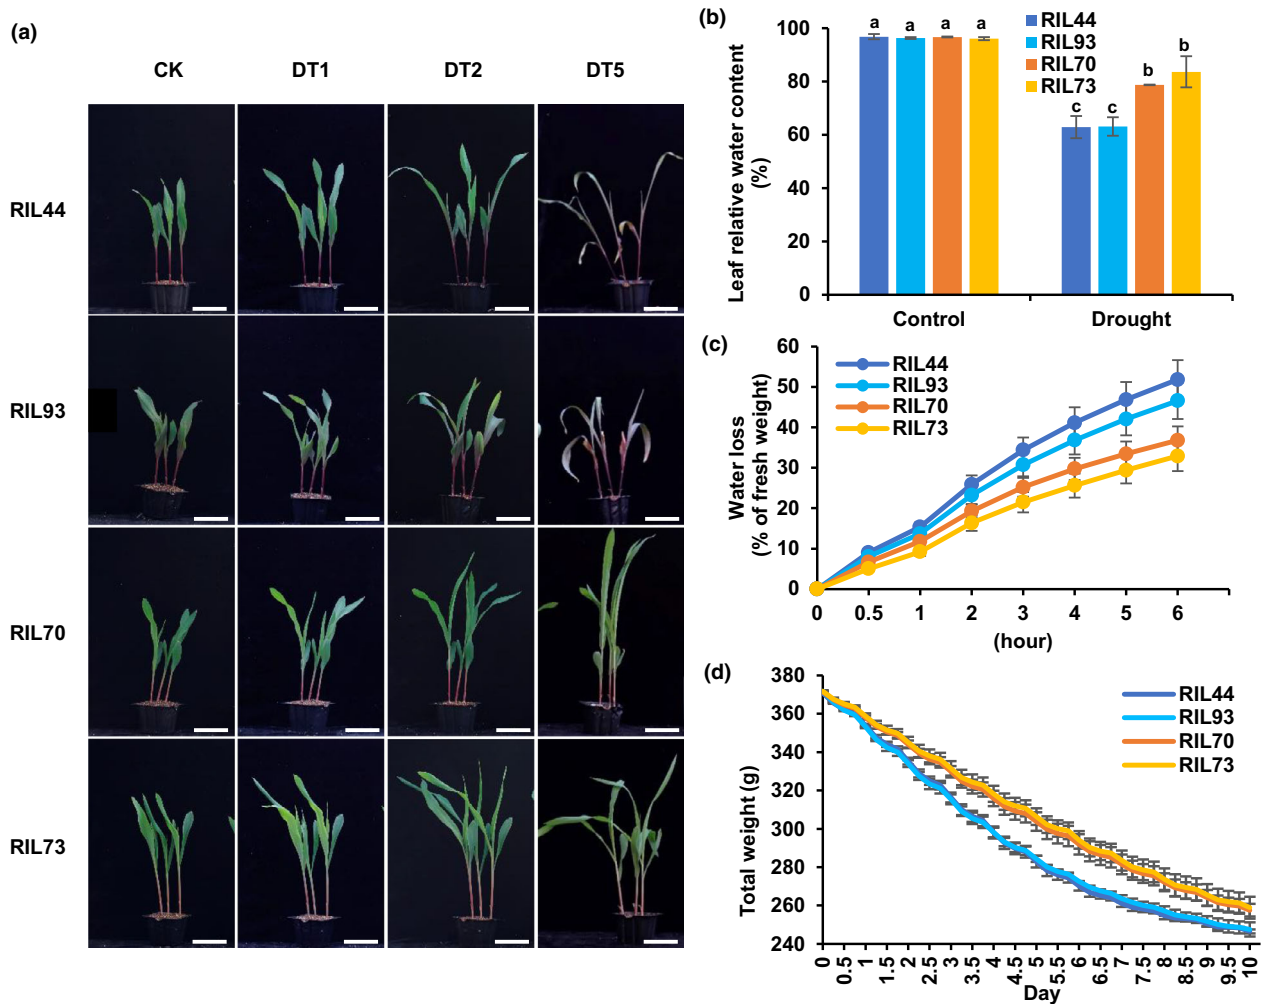 (a)
CK DT1 DT2 DT5
RIL44
RIL93
RIL70
RIL73
(b)
Leaf relative water content
(%)
100
80
60
40
20
0
a a a a
c c b b
RIL44
RIL93
RIL70
RIL73
Control Drought
(c)
Water loss
(% of fresh weight)
60
50
40
30
20
10
0
RIL44
RIL93
RIL70
RIL73
0 0.5 1 2 3 4 5 6
(hour)
(d)
Total weight (g)
380
360
340
320
300
280
260
240
RIL44
RIL93
RIL70
RIL73
0 0.5 1 1.5 2 2.5 3 3.5 4 4.5 5 5.5 6 6.5 7 7.5 8 8.5 9 9.5 10
Day